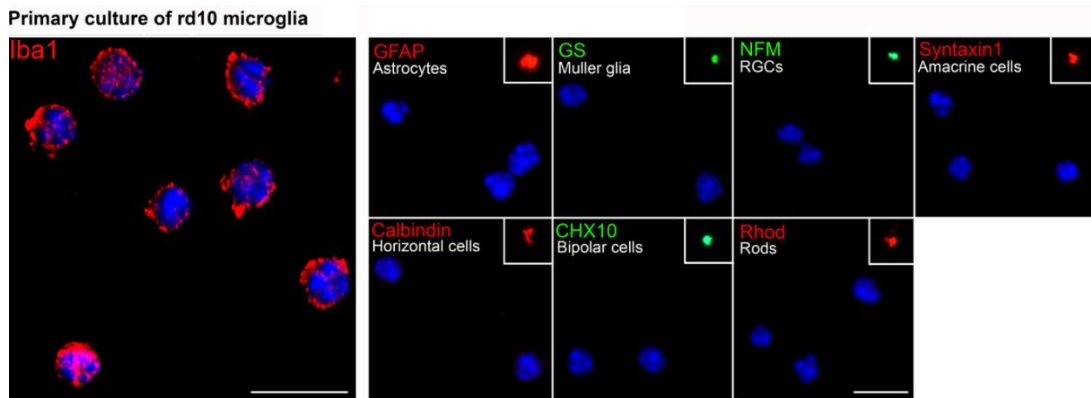 Primary culture of rd10 microglia
Iba1
GFAP
Astrocytes
GS
Muller glia
NFM
RGCs
Syntaxin1
Amacrine cells
Calbindin
Horizontal cells
CHX10
Bipolar cells
Rhod
Rods